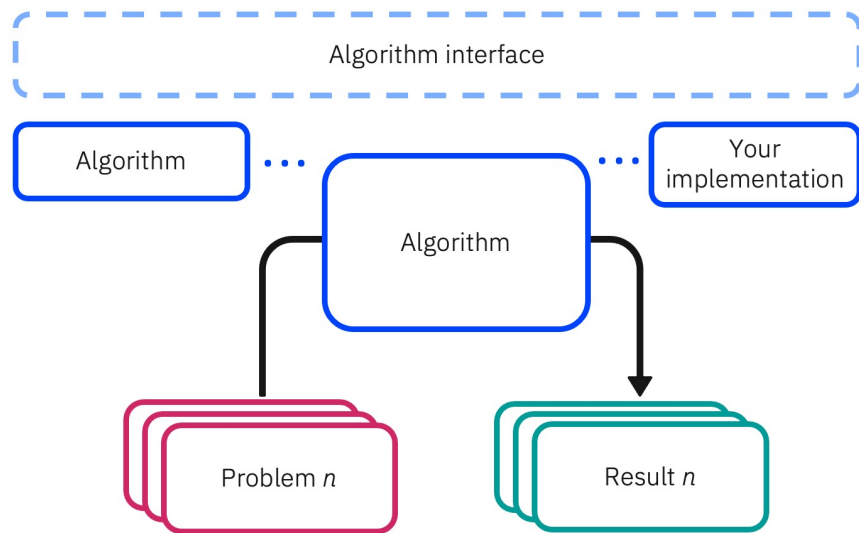 Algorithm interface
Algorithm
Your
implementation
Algorithm
Problem n
Result n